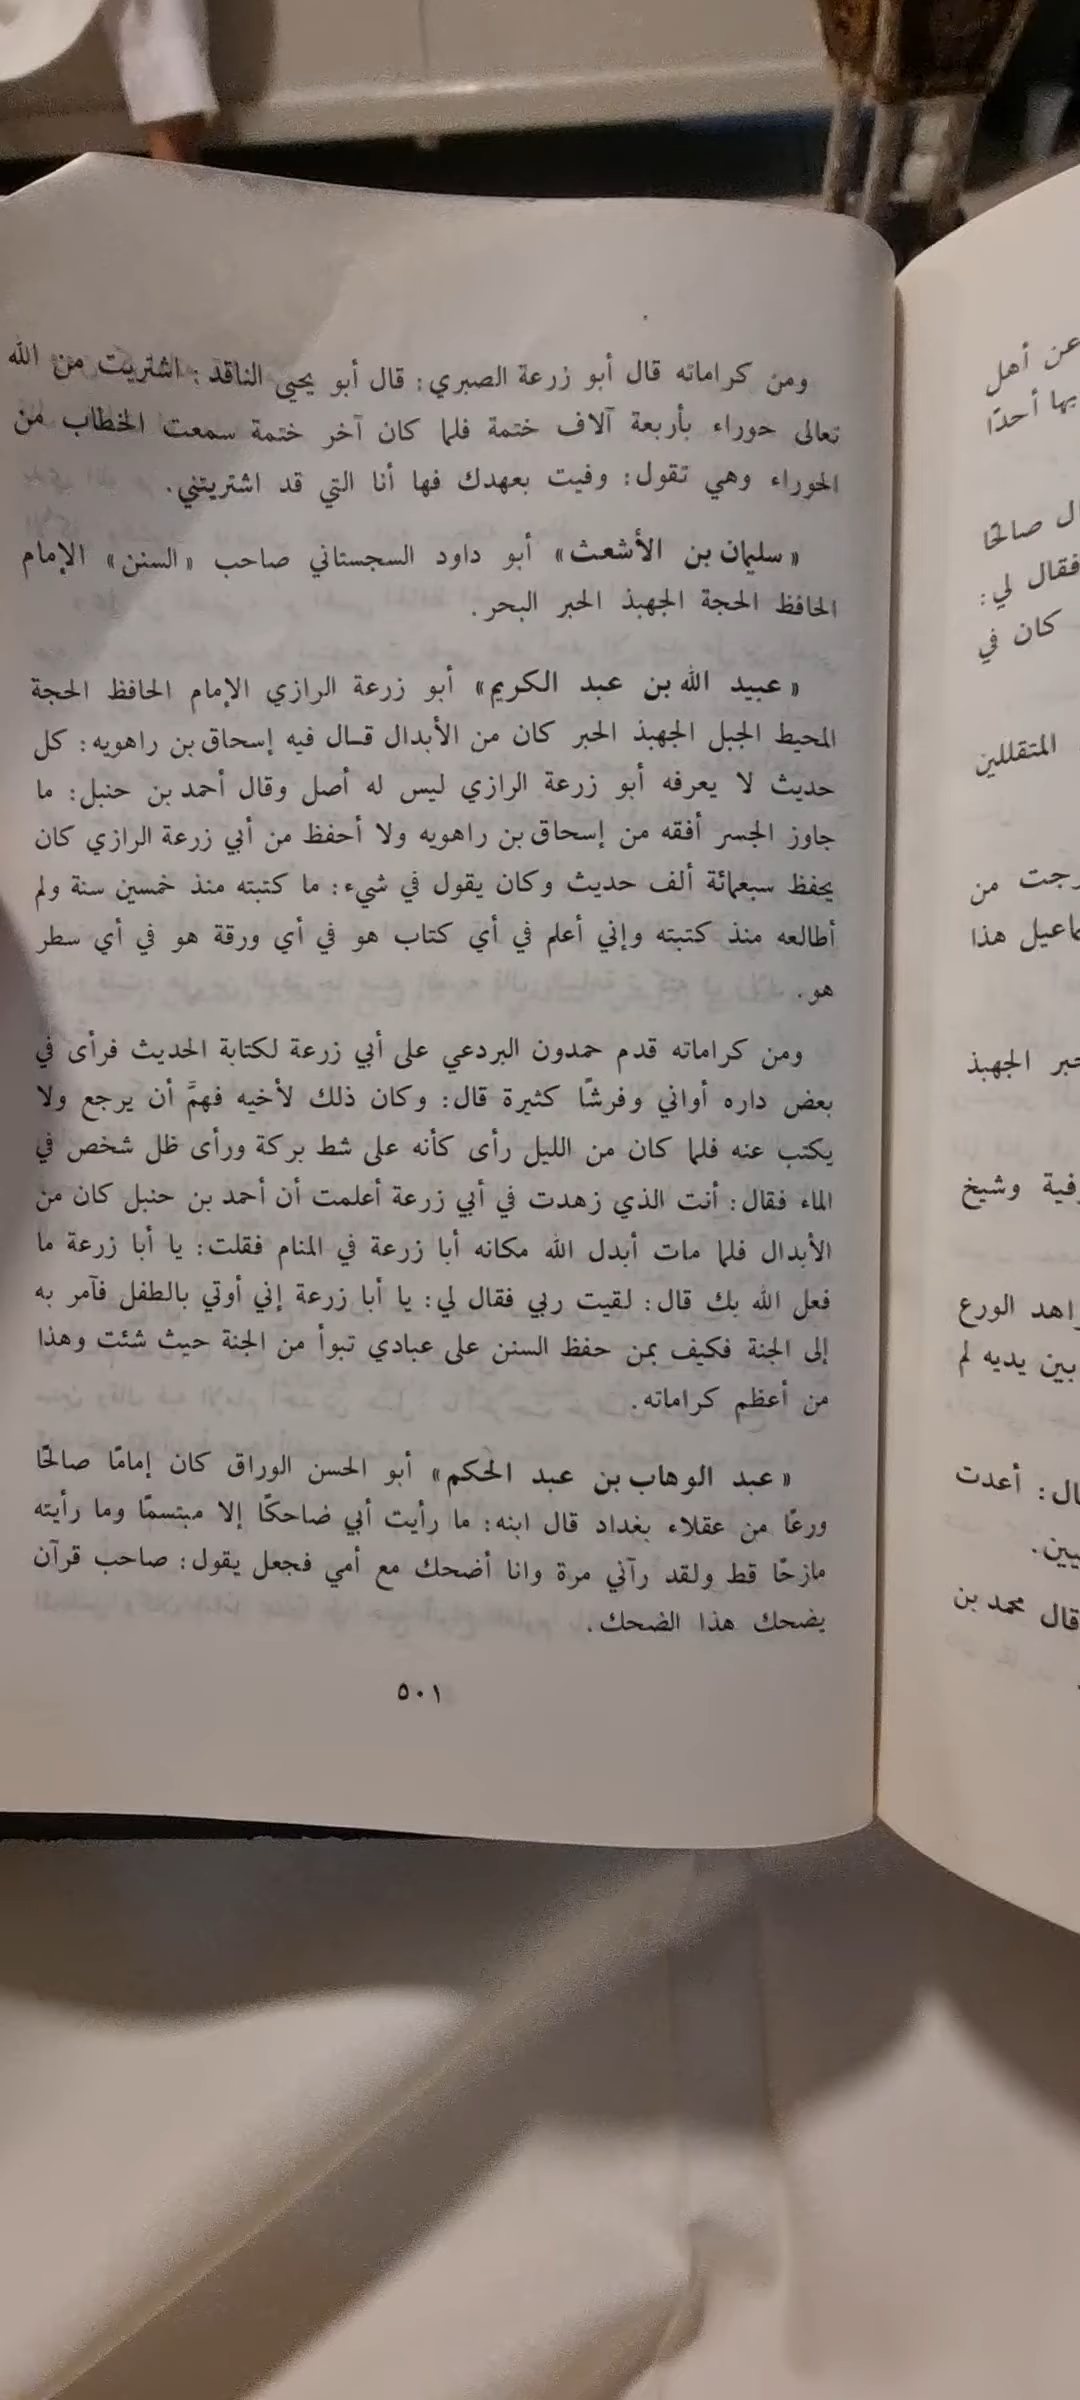 ومن كراماته قال أبو زرعة الصبري: قال أبو يحيى الناقد: اشتريت من الله
تعالى حوراء بأربعة آلاف ختمة فلما كان آخر ختمة سمعت الخطاب من
الحوراء وهي تقول: وفيت بعهدك فها أنا التي قد اشتريتني.
«سليمان بن الأشعث» أبو داود السجستاني صاحب «السنن» الإمام
الحافظ الحجة الجهبذ الحبر البحر.
«عبيد الله بن عبد الكريم» أبو زرعة الرازي الإمام الحافظ الحجة
المحيط الجبل الجهبذ الحبر كان من الأبدال قال فيه إسحاق بن راهويه: كل
حديث لا يعرفه أبو زرعة الرازي ليس له أصل وقال أحمد بن حنبل: ما
جاوز الجسر أفقه من إسحاق بن راهويه ولا أحفظ من أبي زرعة الرازي كان
يحفظ سبعمائة ألف حديث وكان يقول في شيء: ما كتبته منذ خمسين سنة ولم
أطالعه منذ كتبته وإني أعلم في أي كتاب هو في أي ورقة هو في أي سطر
هو.
ومن كراماته قدم حمدون البردعي على أبي زرعة لكتابة الحديث فرأى في
بعض داره أواني وفرشًا كثيرة قال: وكان ذلك لأخيه فهمَّ أن يرجع ولا
يكتب عنه فلما كان من الليل رأى كأنه على شط بركة ورأى ظل شخص في
الماء فقال: أنت الذي زهدت في أبي زرعة أعلمت أن أحمد بن حنبل كان من
الأبدال فلما مات أبدل الله مكانه أبا زرعة في المنام فقلت: يا أبا زرعة ما
فعل الله بك قال: لقيت ربي فقال لي: يا أبا زرعة إني أوتي بالطفل فآمر به
إلى الجنة فكيف بمن حفظ السنن على عبادي تبوأ من الجنة حيث شئت وهذا
من أعظم كراماته.
«عبد الوهاب بن عبد الحكم» أبو الحسن الوراق كان إمامًا صالحًا
ورعًا من عقلاء بغداد قال ابنه: ما رأيت أبي ضاحكًا إلا مبتسمًا وما رأيته
مازحًا قط ولقد رآني مرة وانا أضحك مع أمي فجعل يقول: صاحب قرآن
يضحك هذا الضحك.
٥٠١
عن أهل
بها أحدًا
صالحًا
فقال لي:
كان في
المتقللين
من
هذا
الجهبذ
وشيخ
الورع
بين يديه لم
أعدت
قال محمد بن